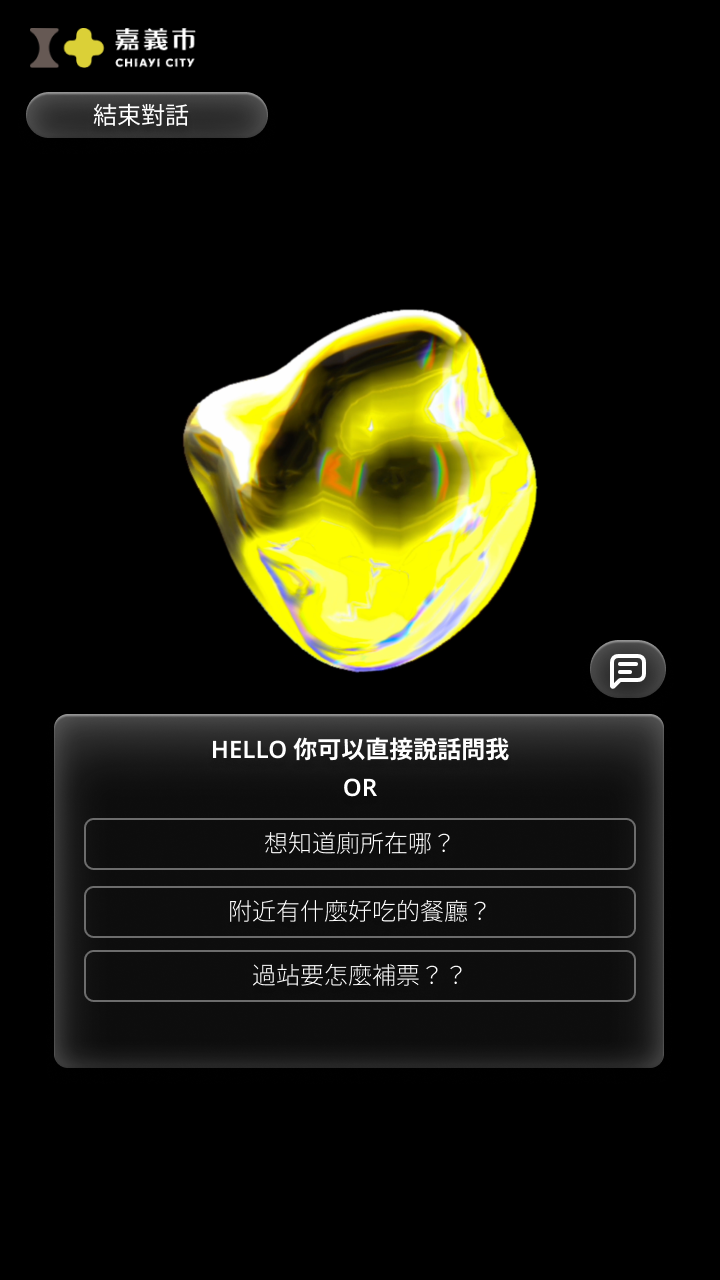 嘉義市
CHIAYI CITY
結束對話
HELLO 你可以直接說話問我
OR
想知道廁所在哪？
附近有什麼好吃的餐廳？
過站要怎麼補票？？